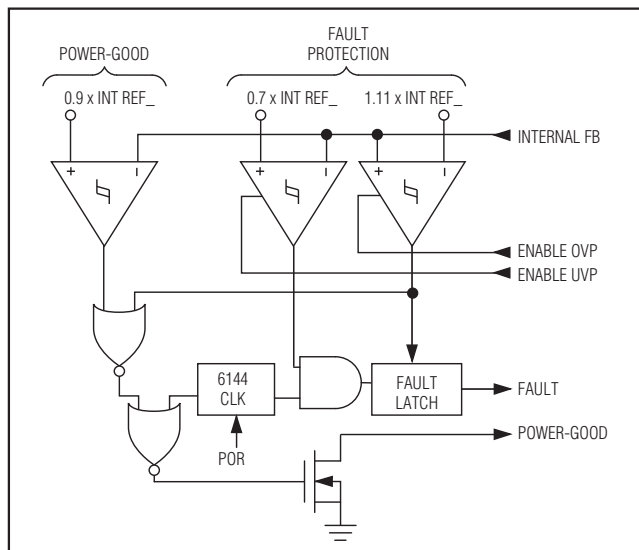 FAULT
PROTECTION
POWER-GOOD
0.9 x INT REF_
0.7 x INT REF_
1.11 x INT REF_
INTERNAL FB
+
−
+
−
+
−
ENABLE OVP
ENABLE UVP
6144
CLK
FAULT
LATCH
FAULT
POWER-GOOD
POR